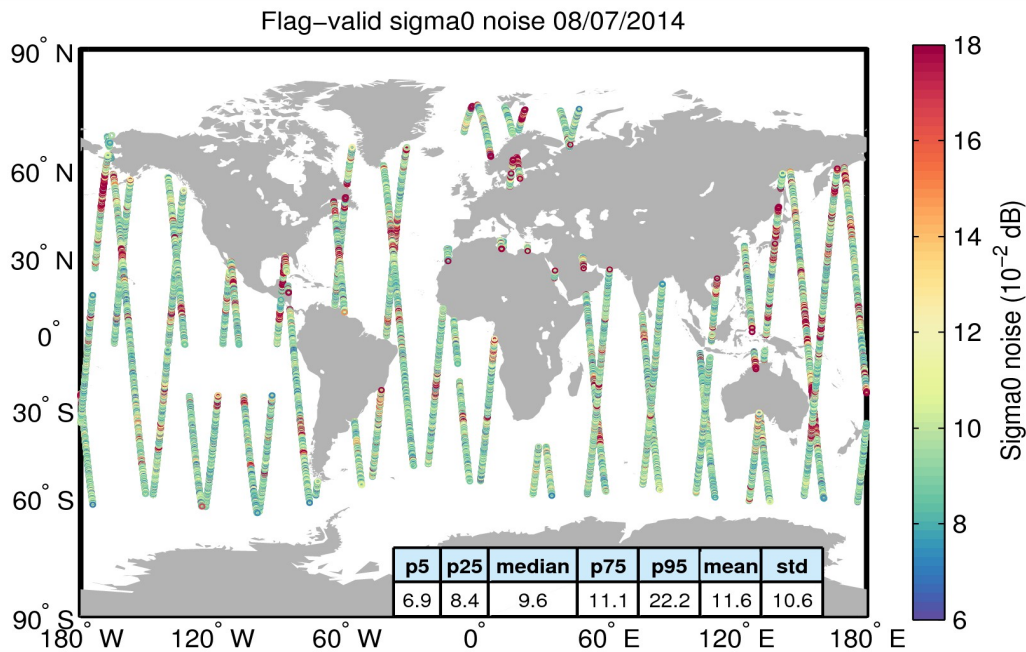 Flag−valid sigma0 noise 08/07/2014
90° N
60° N
30° N
0°
30° S
60° S
90° S
180° W 120° W 60° W 0° 60° E 120° E 180° E
p5 p25 median p75 p95 mean std
6.9 8.4 9.6 11.1 22.2 11.6 10.6
18
16
14
12
10
8
6
Sigma0 noise (10⁻² dB)